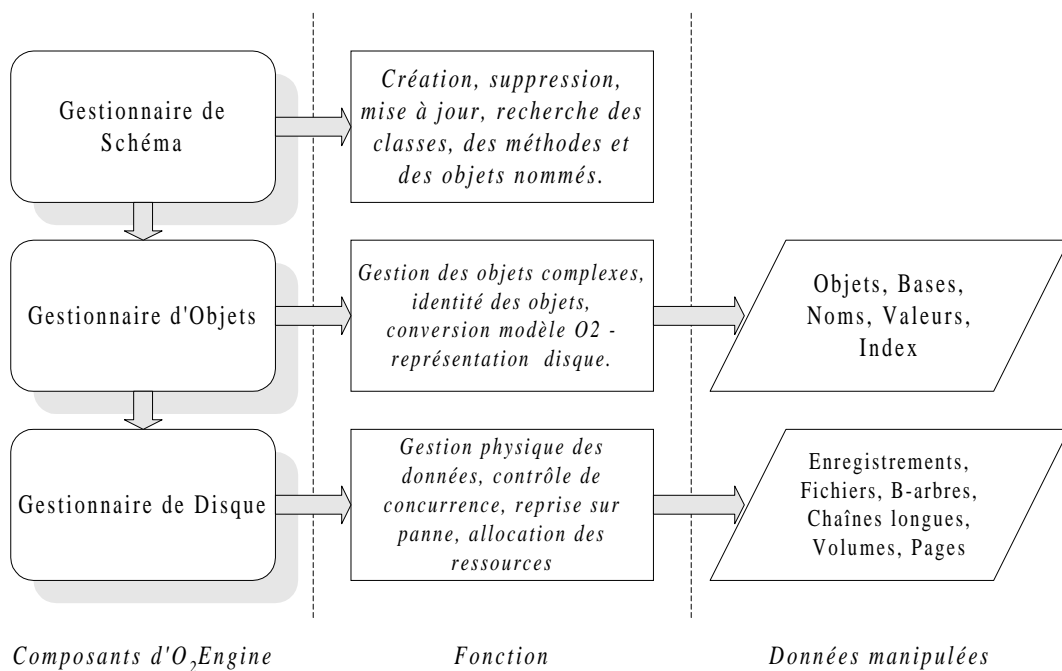 Gestionnaire de
Schéma
Création, suppression,
mise à jour, recherche des
classes, des méthodes et
des objets nommés.
Gestionnaire d'Objets
Gestion des objets complexes,
identité des objets,
conversion modèle O2 -
représentation disque.
Objets, Bases,
Noms, Valeurs,
Index
Gestionnaire de Disque
Gestion physique des
données, contrôle de
concurrence, reprise sur
panne, allocation des
ressources
Enregistrements,
Fichiers, B-arbres,
Chaînes longues,
Volumes, Pages
Composants d'O₂Engine
Fonction
Données manipulées